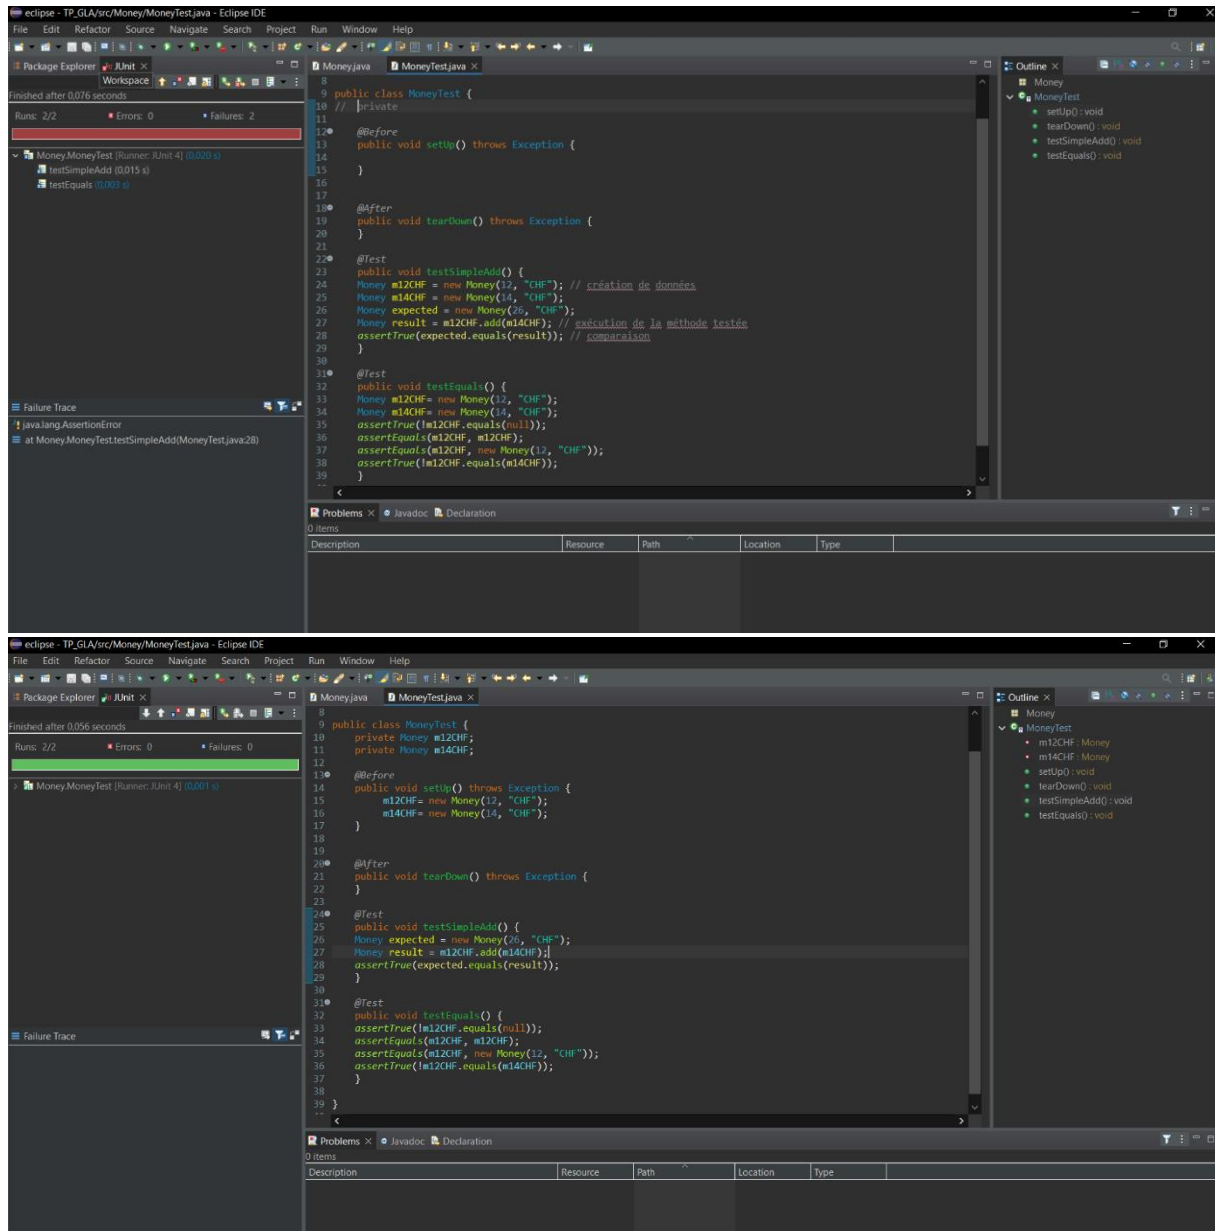 eclipse - TP_GLA/src/Money/MoneyTest.java - Eclipse IDE
File Edit Refactor Source Navigate Search Project Run Window Help
Package Explorer JUnit
Workspace
Finished after 0,076 seconds
Runs: 2/2 Errors: 0 Failures: 2
Money.MoneyTest [Runner: JUnit 4] (0,020 s)
testSimpleAdd (0,015 s)
testEquals (0,003 s)
Failure Trace
java.lang.AssertionError
at Money.MoneyTest.testSimpleAdd(MoneyTest.java:28)
Money.java MoneyTest.java
8
9 public class MoneyTest {
10 // private
11
12 @Before
13 public void setUp() throws Exception {
14
15 }
16
17
18 @After
19 public void tearDown() throws Exception {
20 }
21
22 @Test
23 public void testSimpleAdd() {
24 Money m12CHF = new Money(12, "CHF"); // création de données
25 Money m14CHF = new Money(14, "CHF");
26 Money expected = new Money(26, "CHF");
27 Money result = m12CHF.add(m14CHF); // exécution de la méthode testée
28 assertTrue(expected.equals(result)); // comparaison
29 }
30
31 @Test
32 public void testEquals() {
33 Money m12CHF= new Money(12, "CHF");
34 Money m14CHF= new Money(14, "CHF");
35 assertTrue(!m12CHF.equals(null));
36 assertEquals(m12CHF, m12CHF);
37 assertEquals(m12CHF, new Money(12, "CHF"));
38 assertTrue(!m12CHF.equals(m14CHF));
39 }
Outline
Money
MoneyTest
setUp() : void
tearDown() : void
testSimpleAdd() : void
testEquals() : void
Problems Javadoc Declaration
0 items
Description Resource Path Location Type
eclipse - TP_GLA/src/Money/MoneyTest.java - Eclipse IDE
File Edit Refactor Source Navigate Search Project Run Window Help
Package Explorer JUnit
Finished after 0,056 seconds
Runs: 2/2 Errors: 0 Failures: 0
Money.MoneyTest [Runner: JUnit 4] (0,001 s)
Failure Trace
Money.java MoneyTest.java
8
9 public class MoneyTest {
10 private Money m12CHF;
11 private Money m14CHF;
12
13 @Before
14 public void setUp() throws Exception {
15 m12CHF= new Money(12, "CHF");
16 m14CHF= new Money(14, "CHF");
17 }
18
19
20 @After
21 public void tearDown() throws Exception {
22 }
23
24 @Test
25 public void testSimpleAdd() {
26 Money expected = new Money(26, "CHF");
27 Money result = m12CHF.add(m14CHF);
28 assertTrue(expected.equals(result));
29 }
30
31 @Test
32 public void testEquals() {
33 assertTrue(!m12CHF.equals(null));
34 assertEquals(m12CHF, m12CHF);
35 assertEquals(m12CHF, new Money(12, "CHF"));
36 assertTrue(!m12CHF.equals(m14CHF));
37 }
38
39 }
Outline
Money
MoneyTest
m12CHF : Money
m14CHF : Money
setUp() : void
tearDown() : void
testSimpleAdd() : void
testEquals() : void
Problems Javadoc Declaration
0 items
Description Resource Path Location Type